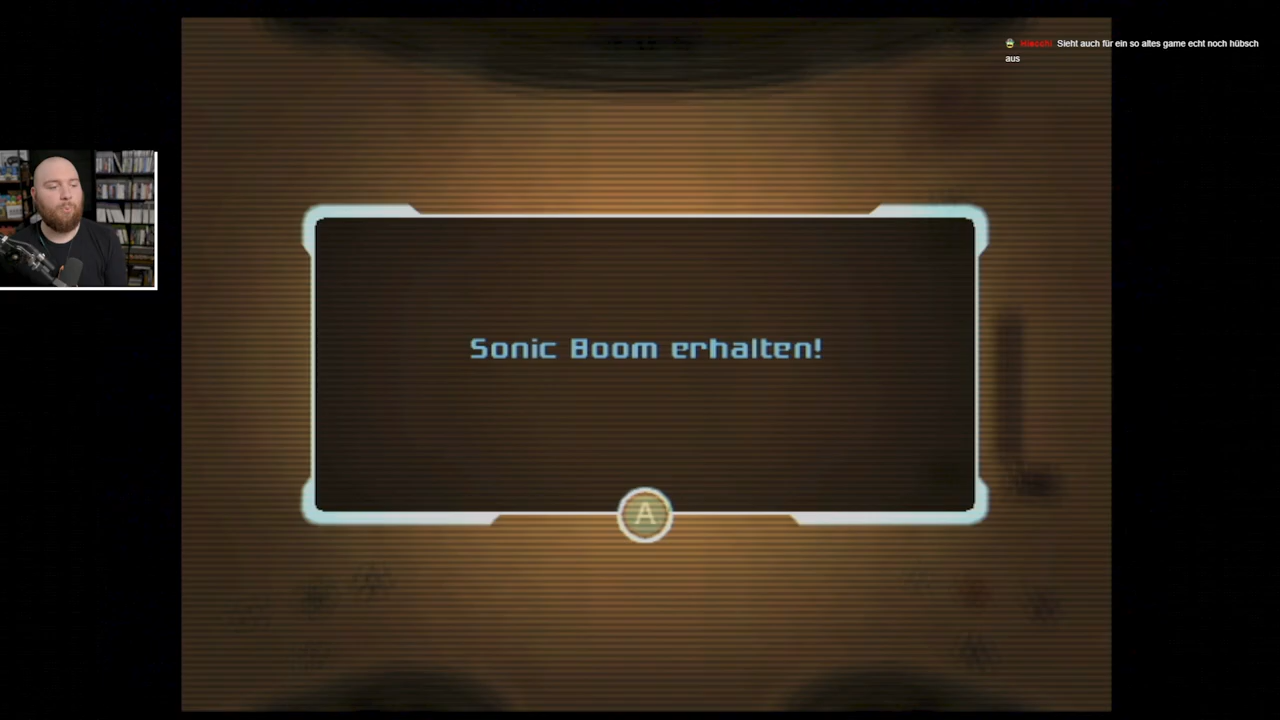 Sieht auch für ein so altes game echt noch hübsch
aus
Sonic Boom erhalten!
A